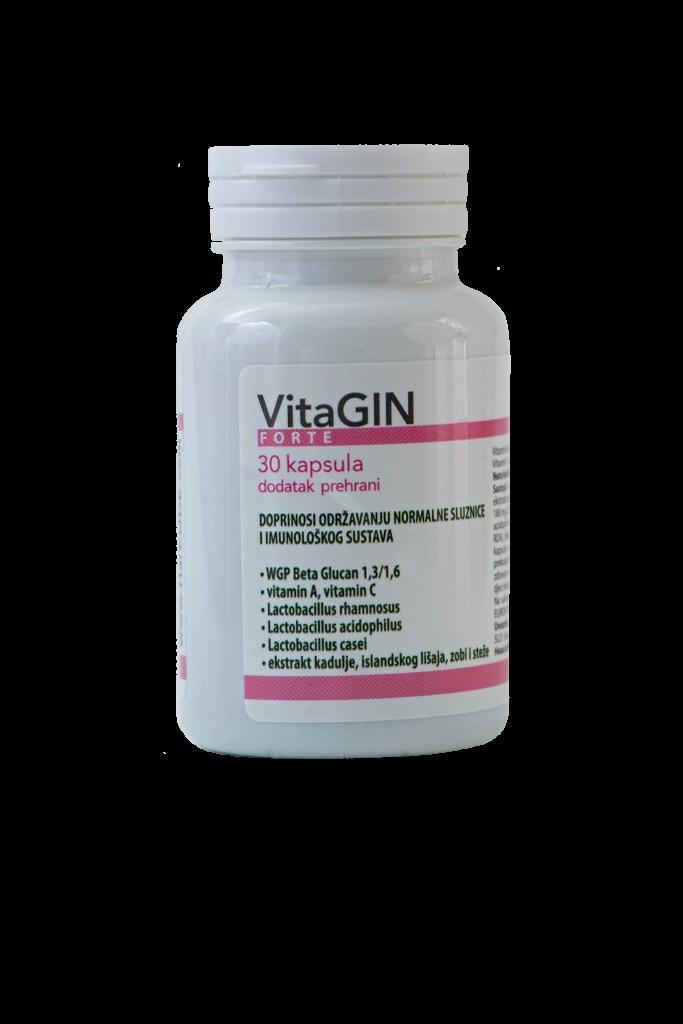 VitaGIN
FORTE
30 kapsula
dodatak prehrani
DOPRINOSI ODRŽAVANJU NORMALNE SLUZNICE
I IMUNOLOŠKOG SUSTAVA
• WGP Beta Glucan 1,3/1,6
• vitamin A, vitamin C
• Lactobacillus rhamnosus
• Lactobacillus acidophilus
• Lactobacillus casei
• ekstrakt kadulje, islandskog lišaja, zobi i steže